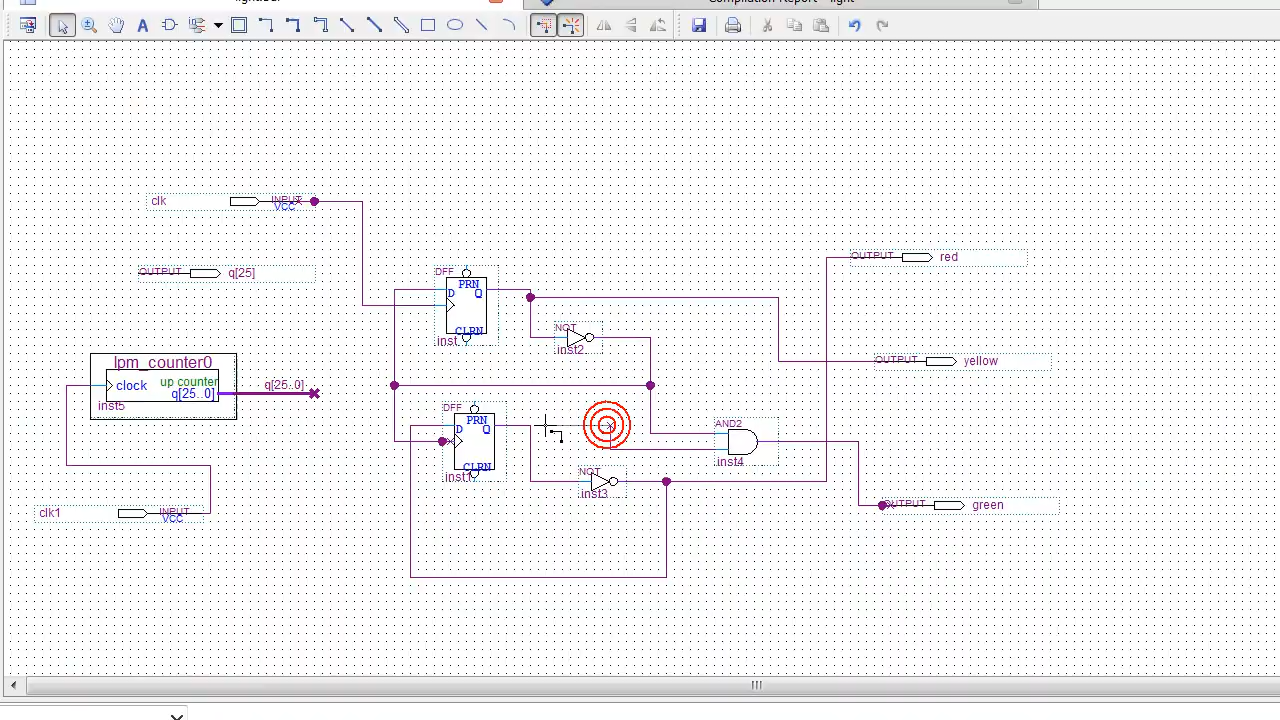 Compilation Report - light
clk
INPUT
VCC
OUTPUT
q[25]
lpm_counter0
clock
up counter
q[25..0]
inst5
q[25..0]
clk1
INPUT
VCC
DFF
PRN
D
Q
CLRN
inst
NOT
inst2
DFF
PRN
D
Q
CLRN
inst1
NOT
inst3
AND2
inst4
OUTPUT
red
OUTPUT
yellow
OUTPUT
green